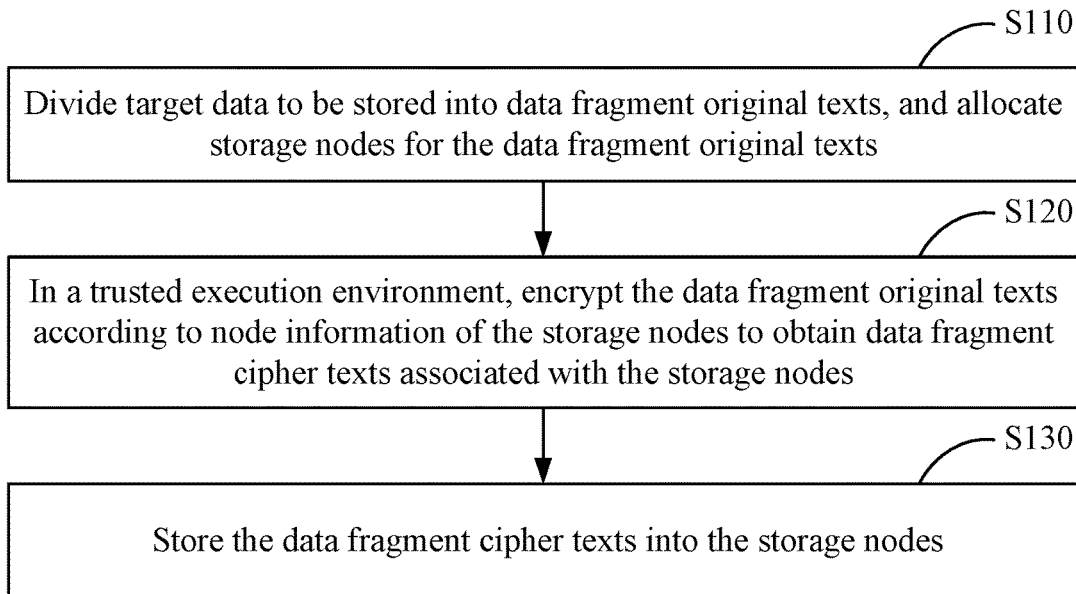 S110
Divide target data to be stored into data fragment original texts, and allocate
storage nodes for the data fragment original texts
S120
In a trusted execution environment, encrypt the data fragment original texts
according to node information of the storage nodes to obtain data fragment
cipher texts associated with the storage nodes
S130
Store the data fragment cipher texts into the storage nodes